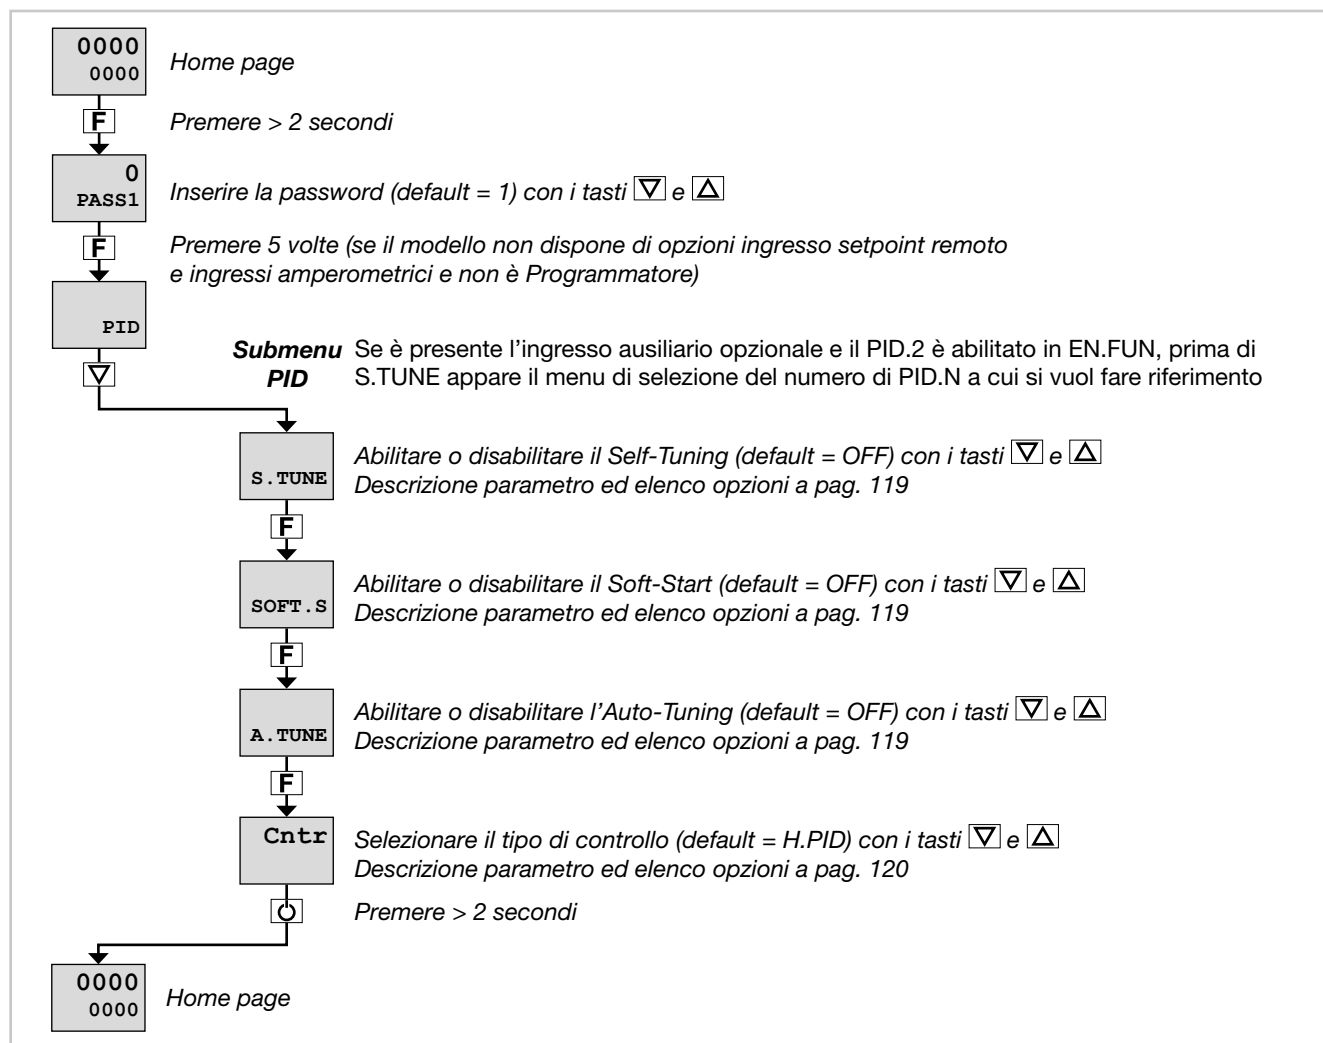 0000
0000
Home page
F
Premere > 2 secondi
0
PASS1
Inserire la password (default = 1) con i tasti ▽ e △
F
Premere 5 volte (se il modello non dispone di opzioni ingresso setpoint remoto
e ingressi amperometrici e non è Programmatore)
PID
Submenu
PID
Se è presente l'ingresso ausiliario opzionale e il PID.2 è abilitato in EN.FUN, prima di
S.TUNE appare il menu di selezione del numero di PID.N a cui si vuol fare riferimento
▽
S.TUNE
Abilitare o disabilitare il Self-Tuning (default = OFF) con i tasti ▽ e △
Descrizione parametro ed elenco opzioni a pag. 119
F
SOFT.S
Abilitare o disabilitare il Soft-Start (default = OFF) con i tasti ▽ e △
Descrizione parametro ed elenco opzioni a pag. 119
F
A.TUNE
Abilitare o disabilitare l'Auto-Tuning (default = OFF) con i tasti ▽ e △
Descrizione parametro ed elenco opzioni a pag. 119
F
Cntr
Selezionare il tipo di controllo (default = H.PID) con i tasti ▽ e △
Descrizione parametro ed elenco opzioni a pag. 120
Premere > 2 secondi
0000
0000
Home page